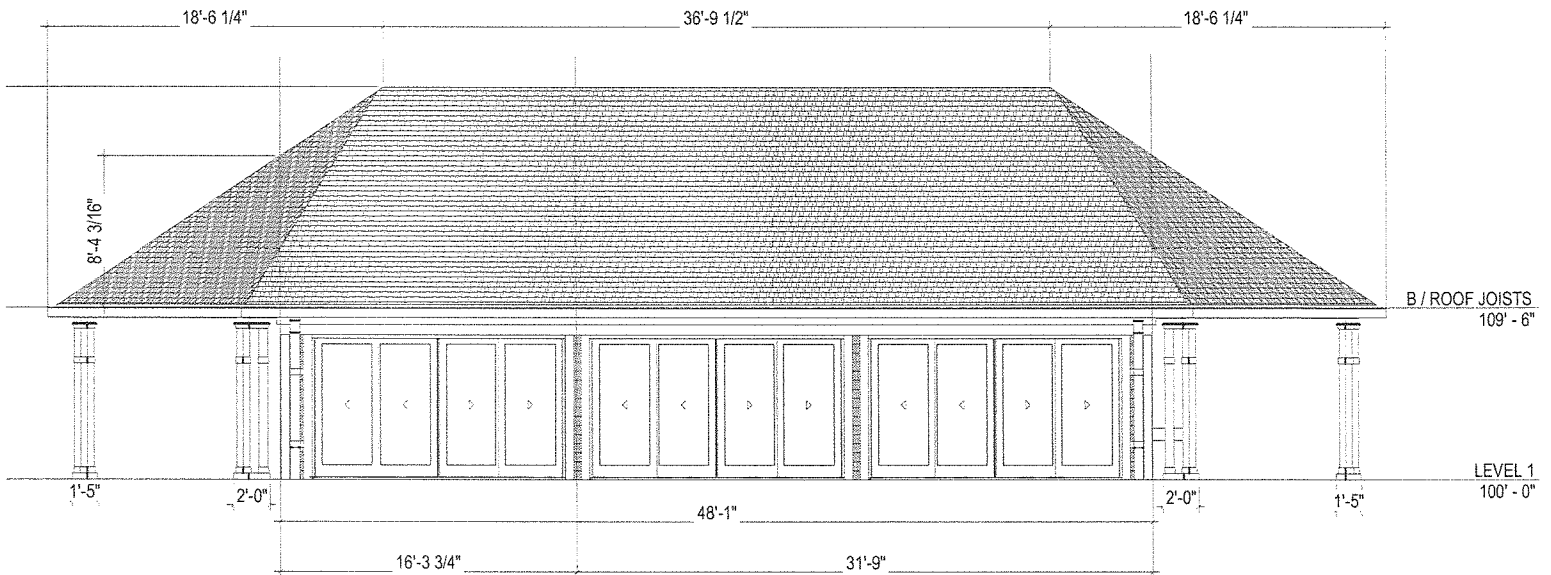 18'-6 1/4"
36'-9 1/2"
18'-6 1/4"
8'-4 3/16"
B / ROOF JOISTS
109' - 6"
LEVEL 1
100' - 0"
1'-5"
2'-0"
2'-0"
1'-5"
48'-1"
16'-3 3/4"
31'-9"